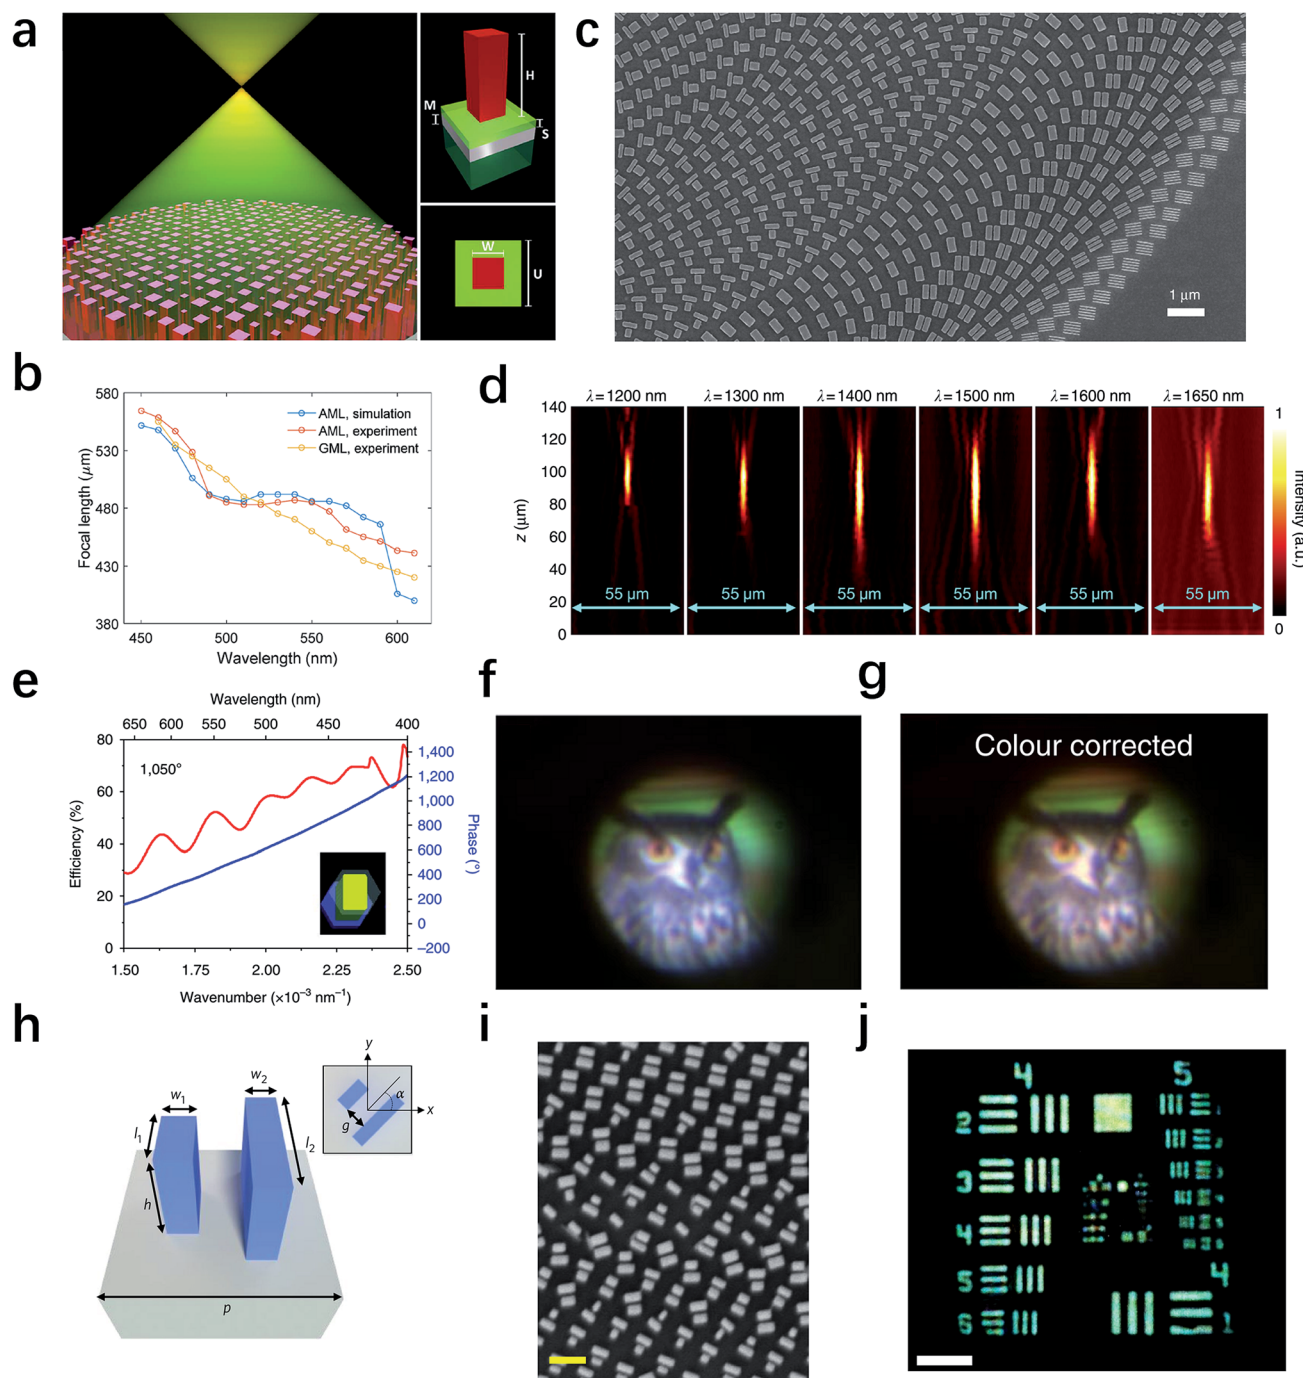 a
H
M
S
W
U
c
1 μm
b
580
530
480
430
380
Focal length (μm)
AML, simulation
AML, experiment
GML, experiment
450
500
550
600
Wavelength (nm)
d
λ = 1200 nm
λ = 1300 nm
λ = 1400 nm
λ = 1500 nm
λ = 1600 nm
λ = 1650 nm
140
120
100
80
60
40
20
0
z (μm)
55 μm
55 μm
55 μm
55 μm
55 μm
55 μm
1
0
Intensity (a.u.)
e
Wavelength (nm)
650 600 550 500 450 400
80
60
40
20
0
Efficiency (%)
1,050°
1,400
1,200
1,000
800
600
400
200
0
–200
Phase (°)
1.50 1.75 2.00 2.25 2.50
Wavenumber (×10⁻³ nm⁻¹)
f
g
Colour corrected
h
w₁
w₂
l₁
l₂
h
p
y
x
α
g
i
j
4
5
2
3
4
5
6
4
1